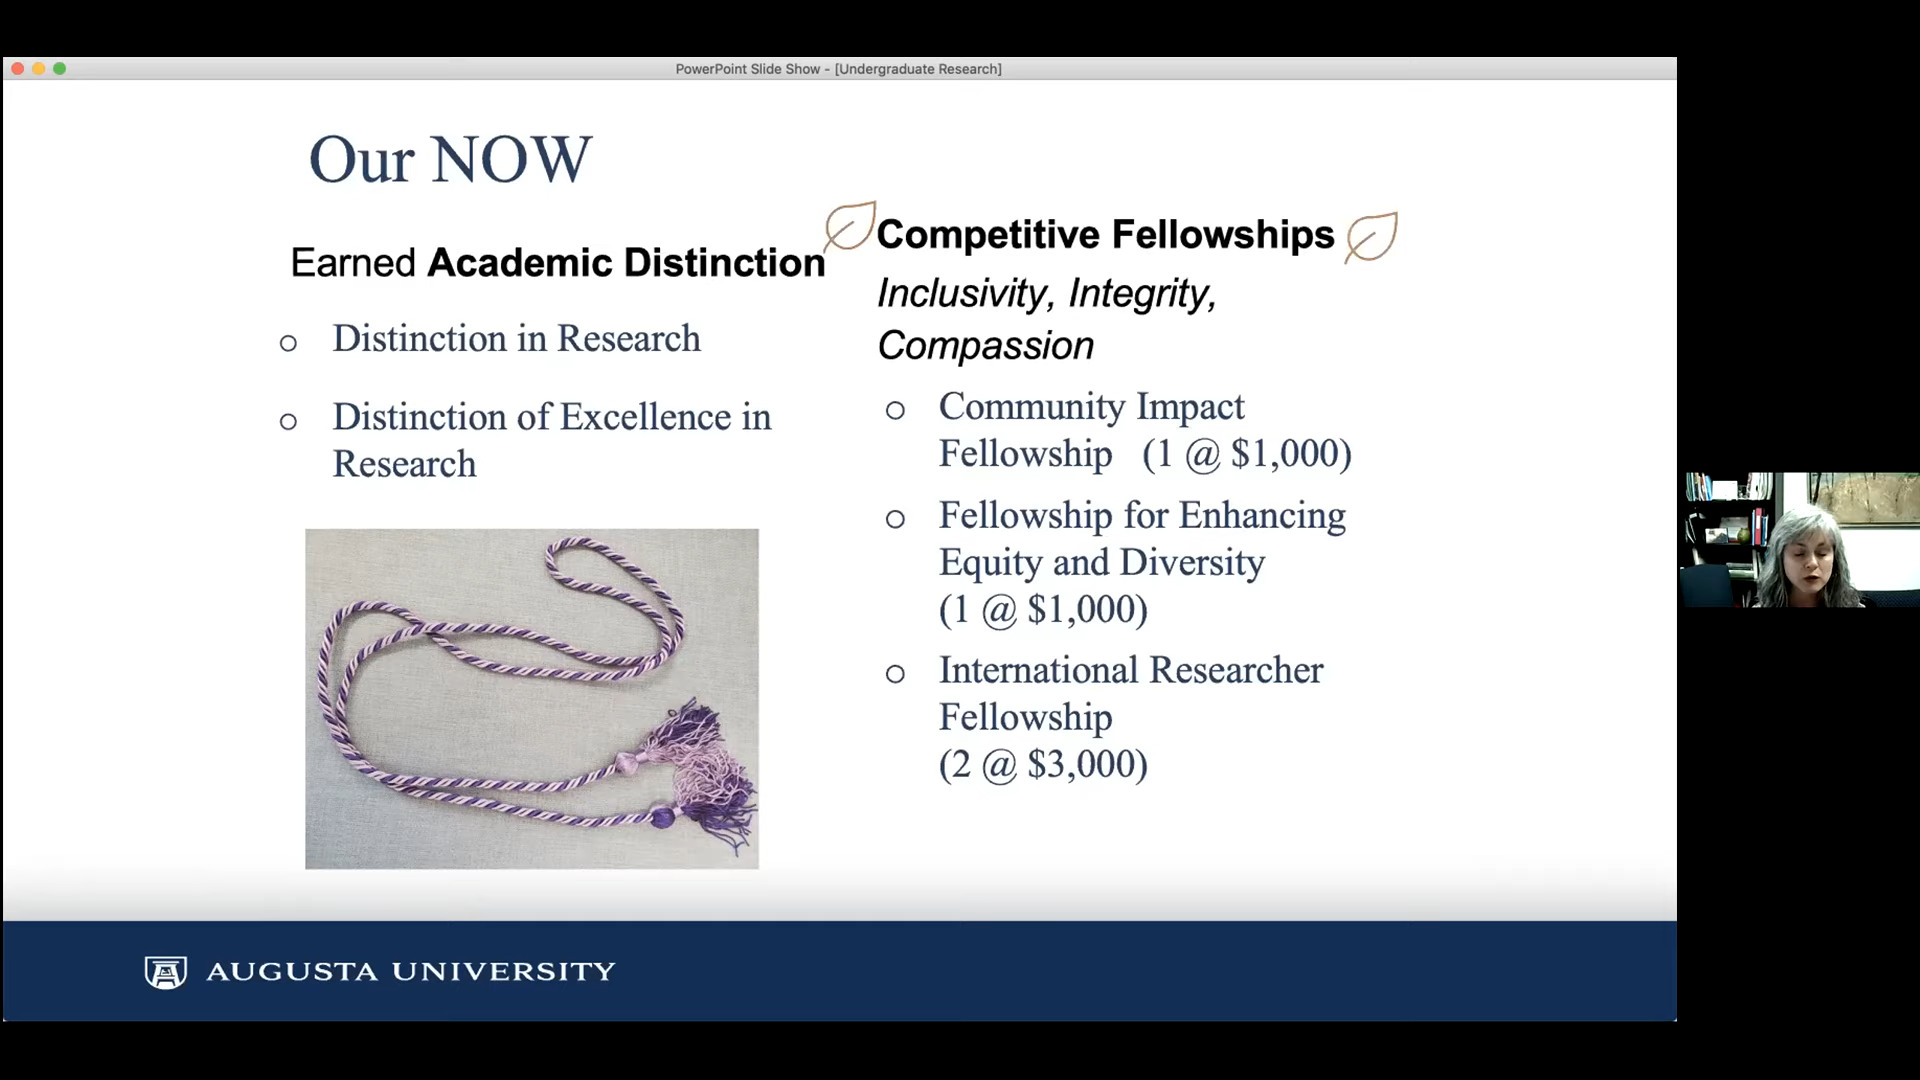 PowerPoint Slide Show - [Undergraduate Research]
Our NOW
Earned Academic Distinction
o Distinction in Research
o Distinction of Excellence in
Research
Competitive Fellowships
Inclusivity, Integrity,
Compassion
o Community Impact
Fellowship (1 @ $1,000)
o Fellowship for Enhancing
Equity and Diversity
(1 @ $1,000)
o International Researcher
Fellowship
(2 @ $3,000)
AUGUSTA UNIVERSITY